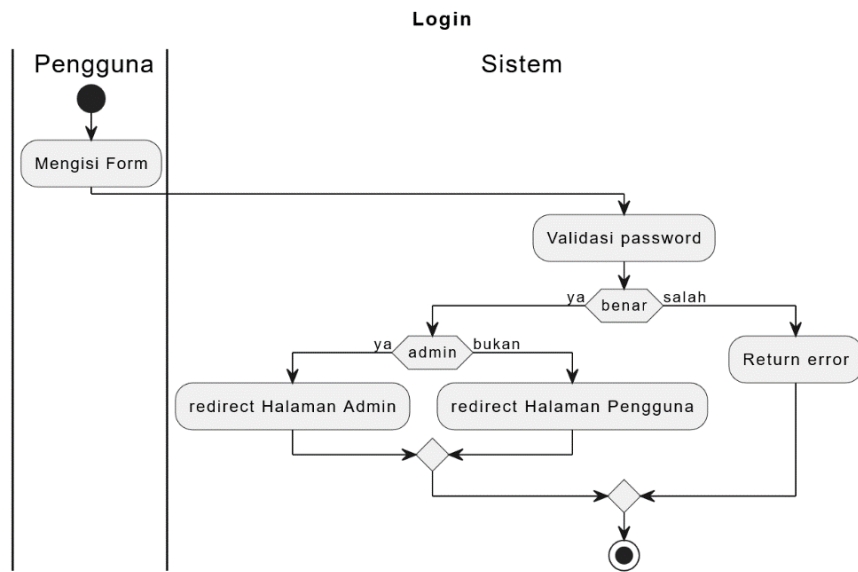 Login
Pengguna
Sistem
Mengisi Form
Validasi password
ya
benar
salah
ya
admin
bukan
Return error
redirect Halaman Admin
redirect Halaman Pengguna